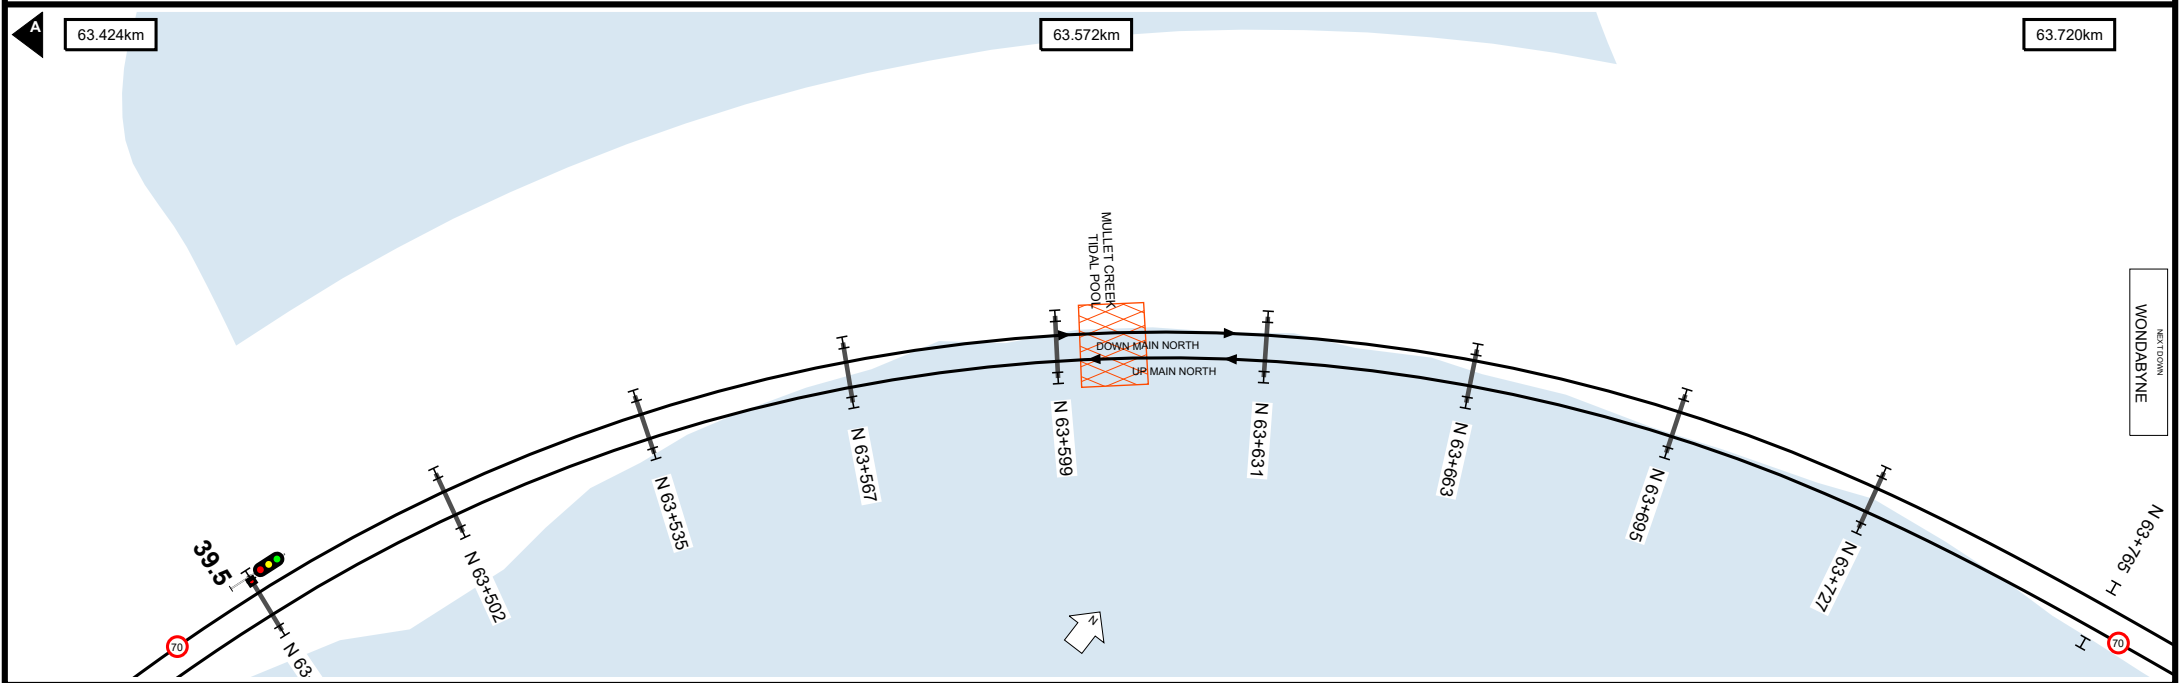 A
63.424km
63.572km
63.720km
MULLET CREEK
TIDAL POOL
DOWN MAIN NORTH
UP MAIN NORTH
NEXT DOWN
WONDABYNE
39.5
70
N 63
N 63+502
N 63+535
N 63+567
N 63+599
N 63+631
N 63+663
N 63+695
N 63+727
N 63+765
70
N